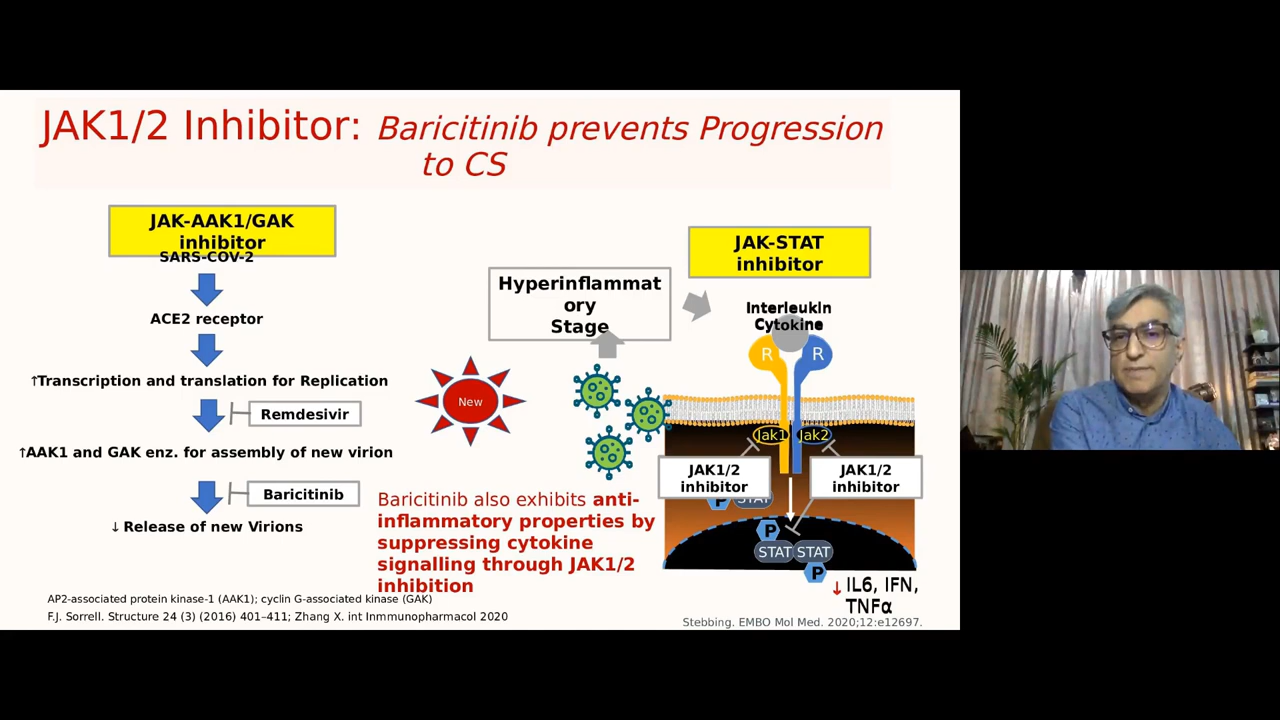 JAK1/2 Inhibitor: Baricitinib prevents Progression
to CS
JAK-AAK1/GAK
inhibitor
SARS-COV-2
ACE2 receptor
↑Transcription and translation for Replication
Remdesivir
↑AAK1 and GAK enz. for assembly of new virion
Baricitinib
↓Release of new Virions
New
Hyperinflammat
ory
Stage
JAK-STAT
inhibitor
Interleukin
Cytokine
R R
Jak1 Jak2
JAK1/2
inhibitor
JAK1/2
inhibitor
P STAT
P
STAT STAT
P
↓ IL6, IFN,
TNFα
Baricitinib also exhibits anti-
inflammatory properties by
suppressing cytokine
signalling through JAK1/2
inhibition
AP2-associated protein kinase-1 (AAK1); cyclin G-associated kinase (GAK)
F.J. Sorrell. Structure 24 (3) (2016) 401–411; Zhang X. int Inmmunopharmacol 2020
Stebbing. EMBO Mol Med. 2020;12:e12697.